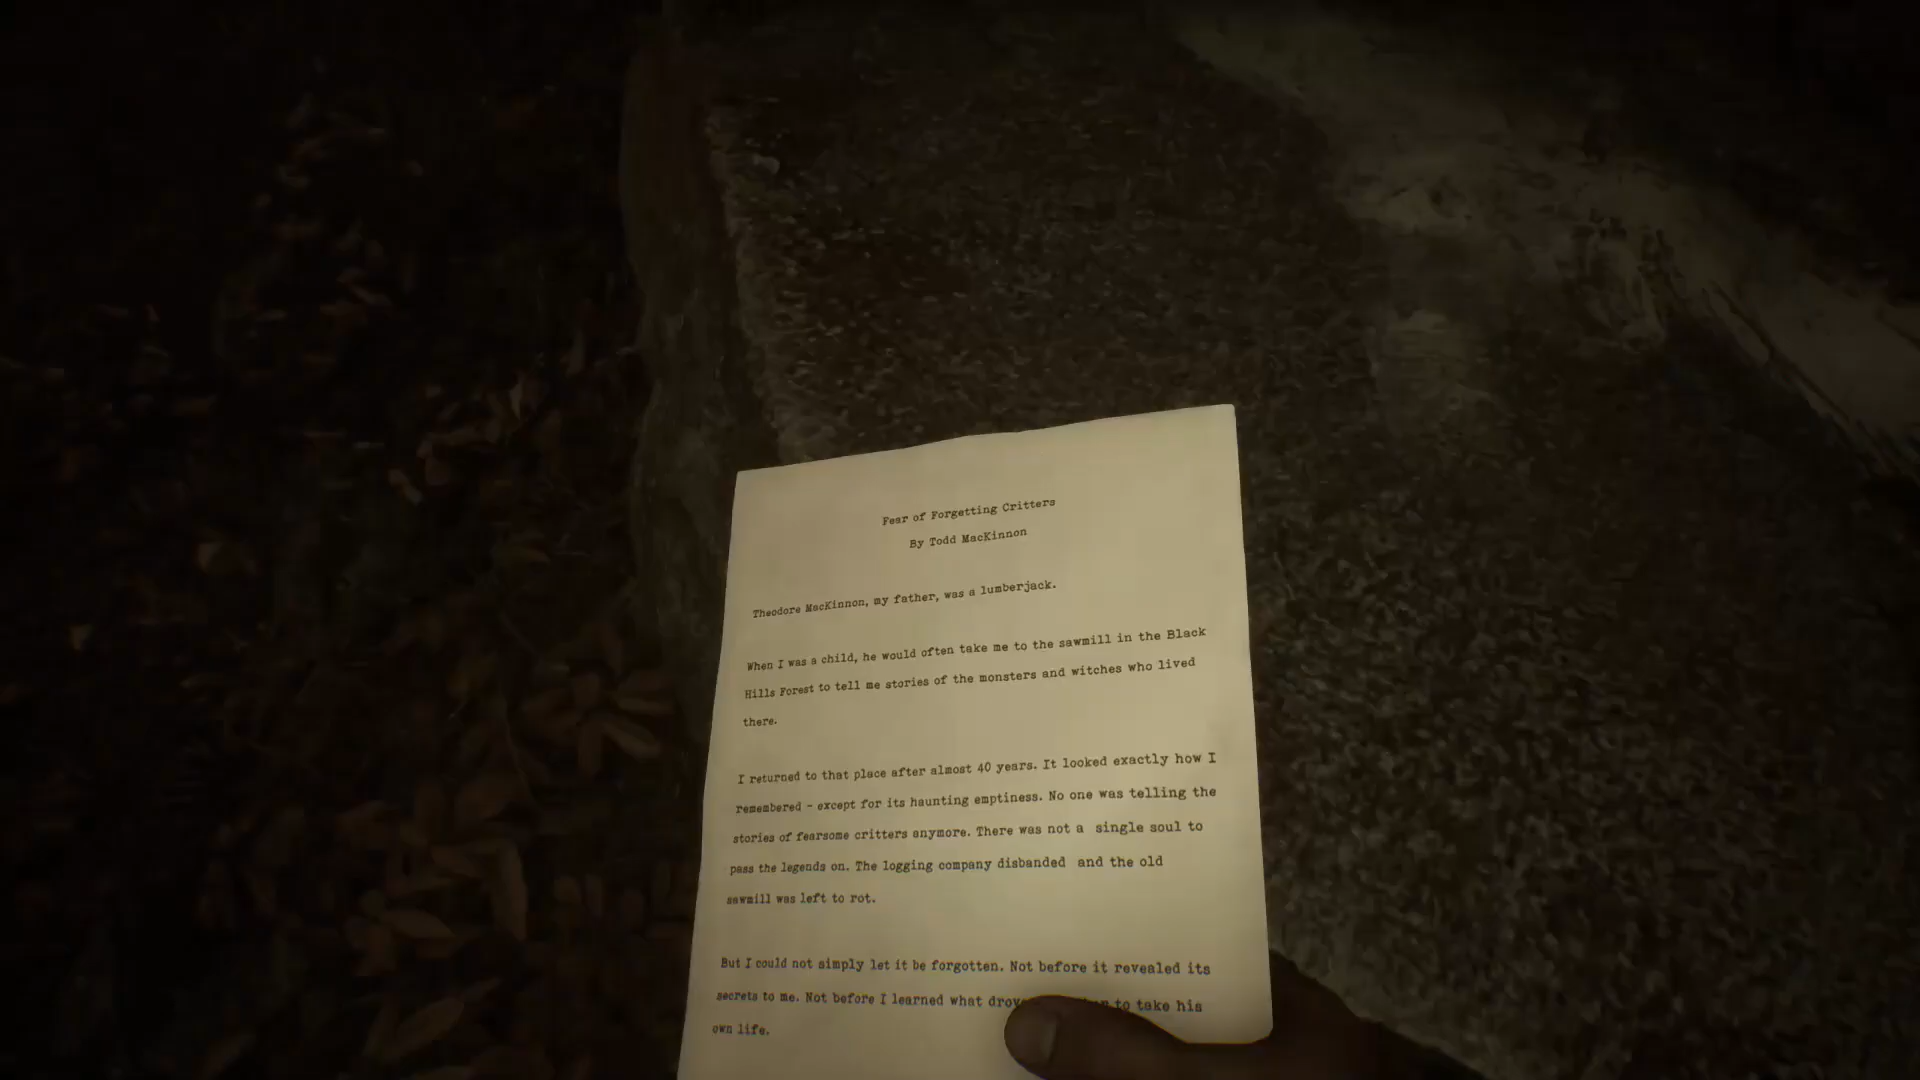 Fear of Forgetting Critters
By Todd MacKinnon
Theodore MacKinnon, my father, was a lumberjack.
When I was a child, he would often take me to the sawmill in the Black
Hills Forest to tell me stories of the monsters and witches who lived
there.
I returned to that place after almost 40 years. It looked exactly how I
remembered - except for its haunting emptiness. No one was telling the
stories of fearsome critters anymore. There was not a single soul to
pass the legends on. The logging company disbanded and the old
sawmill was left to rot.
But I could not simply let it be forgotten. Not before it revealed its
secrets to me. Not before I learned what to take his
own life.